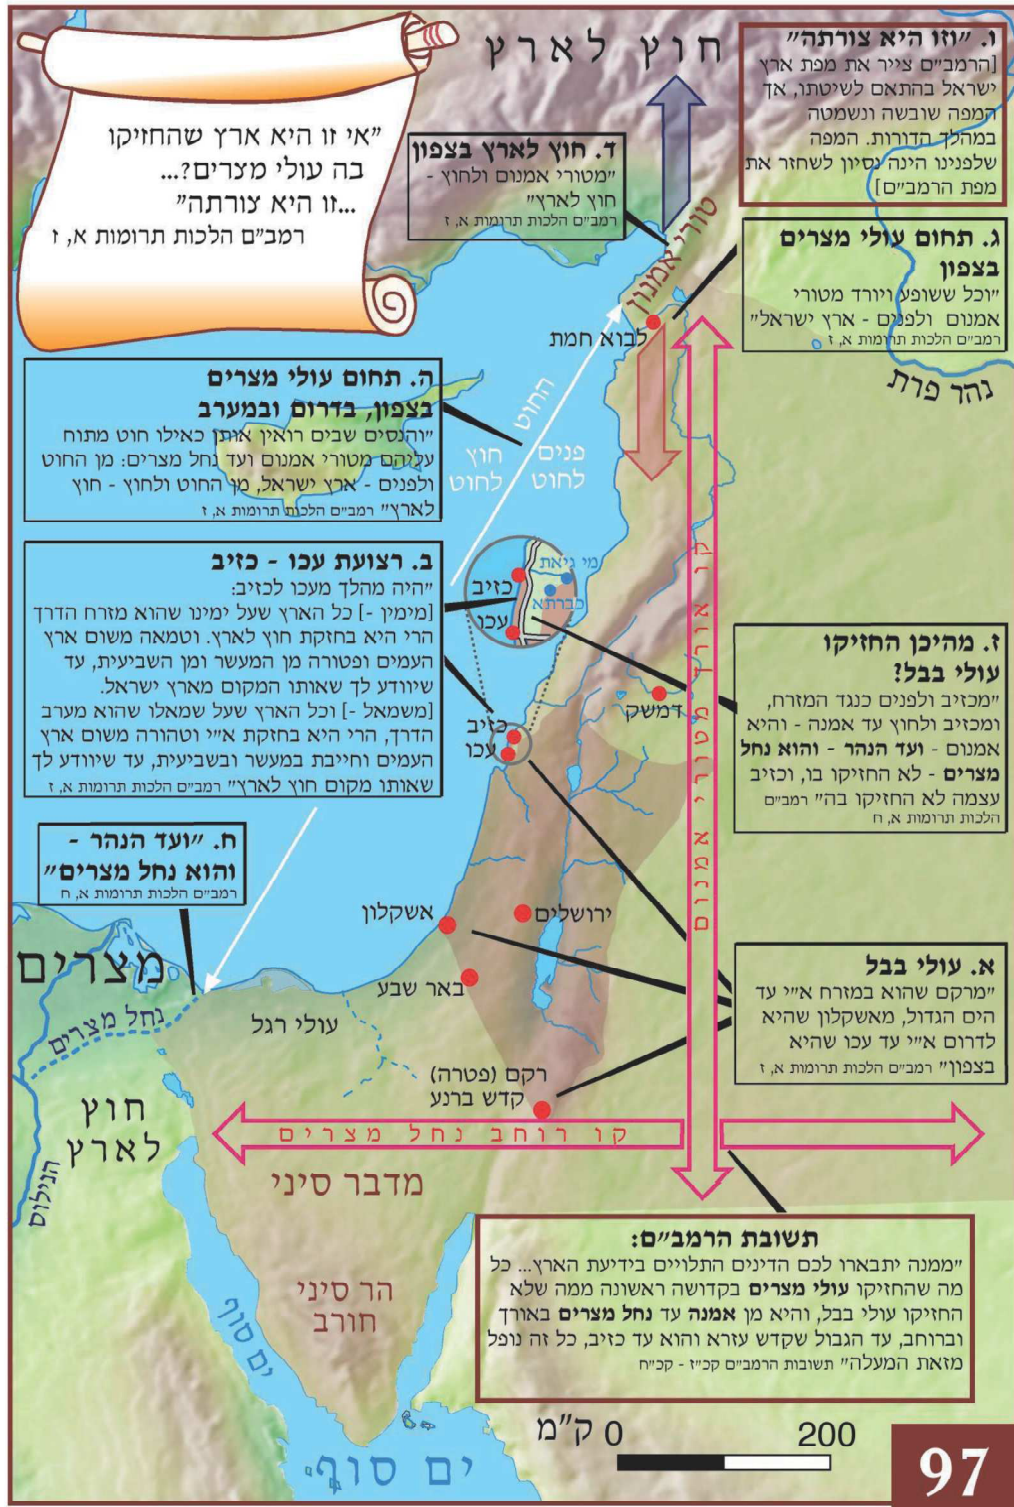 חוץ לארץ
"אי זו היא ארץ שהחזיקו
בה עולי מצרים?...
...זו היא צורתה"
רמב"ם הלכות תרומות א, ז
ו. "וזו היא צורתה"
[הרמב"ם צייר את מפת ארץ
ישראל בהתאם לשיטתו, אך
המפה שובשה ונשמטה
במהלך הדורות. המפה
שלפנינו הינה נסיון לשחזר את
מפת הרמב"ם]
ד. חוץ לארץ בצפון
"מטורי אמנום ולחוץ -
חוץ לארץ"
רמב"ם הלכות תרומות א, ז
ג. תחום עולי מצרים
בצפון
"וכל ששופע ויורד מטורי
אמנום ולפנים - ארץ ישראל"
רמב"ם הלכות תרומות א, ז
טורי אמנון
לבוא חמת
נהר פרת
ה. תחום עולי מצרים
בצפון, בדרום ובמערב
"והנסים שבים רואין אותן כאילו חוט מתוח
עליהם מטורי אמנום ועד נחל מצרים: מן החוט
ולפנים - ארץ ישראל, מן החוט ולחוץ - חוץ
לארץ" רמב"ם הלכות תרומות א, ז
החוט
פנים
לחוט
חוץ
לחוט
ב. רצועת עכו - כזיב
"היה מהלך מעכו לכזיב:
[מימין -] כל הארץ שעל ימינו שהוא מזרח הדרך
הרי היא בחזקת חוץ לארץ. וטמאה משום ארץ
העמים ופטורה מן המעשר ומן השביעית, עד
שיוודע לך שאותו המקום מארץ ישראל.
[משמאל -] וכל הארץ שעל שמאלו שהוא מערב
הדרך, הרי היא בחזקת א"י וטהורה משום ארץ
העמים וחייבת במעשר ובשביעית, עד שיוודע לך
שאותו מקום חוץ לארץ" רמב"ם הלכות תרומות א, ז
מי גיאת
כזיב
כברתא
עכו
קו אורך מטורי אמנום
ז. מהיכן החזיקו
עולי בבל?
"מכזיב ולפנים כנגד המזרח,
ומכזיב ולחוץ עד אמנה - והיא
אמנום - ועד הנהר - והוא נחל
מצרים - לא החזיקו בו, וכזיב
עצמה לא החזיקו בה" רמב"ם
הלכות תרומות א, ח
דמשק
כזיב
עכו
ח. "ועד הנהר -
והוא נחל מצרים"
רמב"ם הלכות תרומות א, ח
אשקלון
ירושלים
באר שבע
א. עולי בבל
"מרקם שהוא במזרח א"י עד
הים הגדול, מאשקלון שהיא
לדרום א"י עד עכו שהיא
בצפון" רמב"ם הלכות תרומות א, ז
מצרים
נחל מצרים
עולי רגל
רקם (פטרה)
קדש ברנע
חוץ
לארץ
הנילוס
קו רוחב נחל מצרים
מדבר סיני
הר סיני
חורב
ים סוף
תשובת הרמב"ם:
"ממנה יתבארו לכם הדינים התלויים בידיעת הארץ... כל
מה שהחזיקו עולי מצרים בקדושה ראשונה ממה שלא
החזיקו עולי בבל, והיא מן אמנה עד נחל מצרים באורך
וברוחב, עד הגבול שקדש עזרא והוא עד כזיב, כל זה נופל
מזאת המעלה" תשובות הרמב"ם קכ"ז - קכ"ח
ק"מ 0 200
ים סוף
97